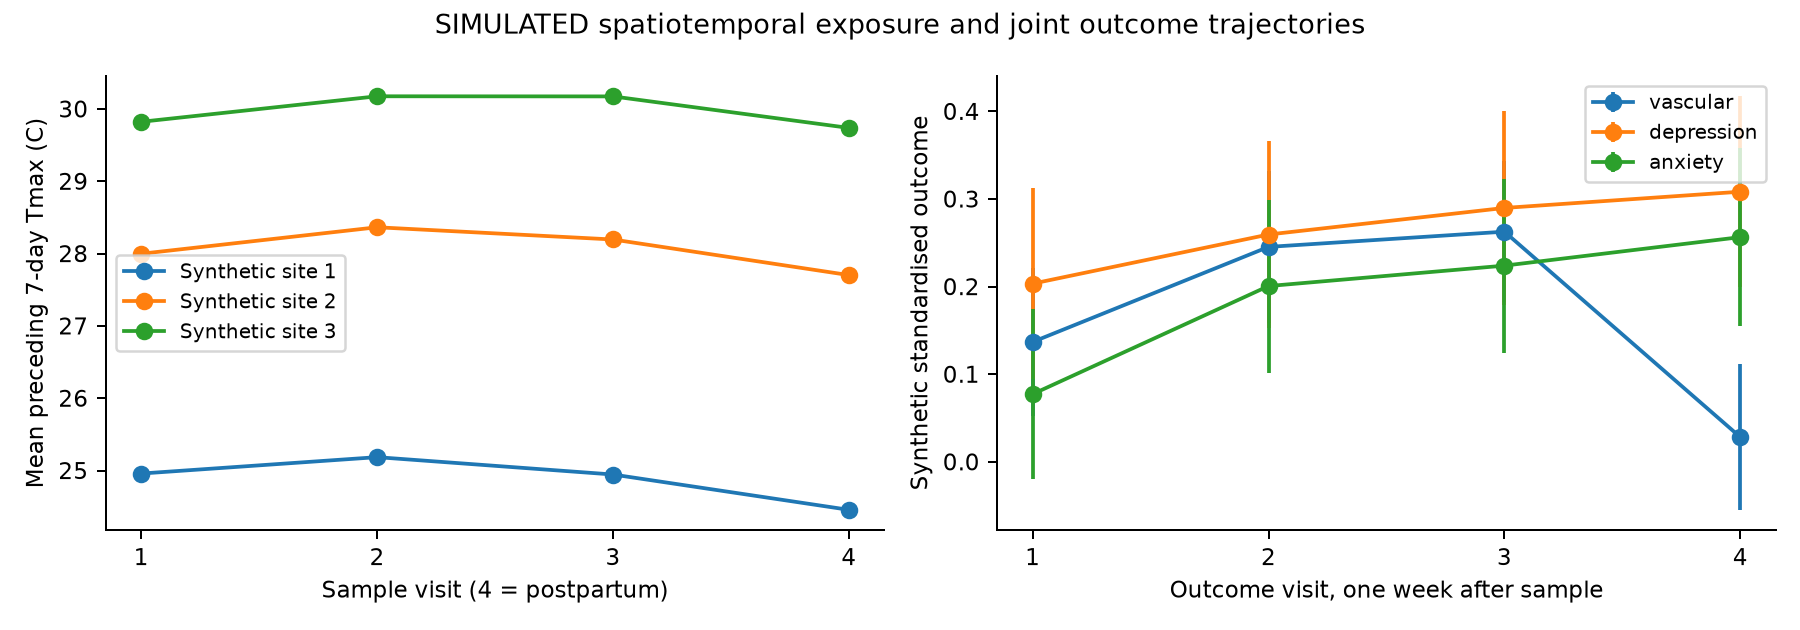 SIMULATED spatiotemporal exposure and joint outcome trajectories
Mean preceding 7-day Tmax (C)
30
29
28
27
26
25
Synthetic site 1
Synthetic site 2
Synthetic site 3
1 2 3 4
Sample visit (4 = postpartum)
Synthetic standardised outcome
0.4
0.3
0.2
0.1
0.0
vascular
depression
anxiety
1 2 3 4
Outcome visit, one week after sample